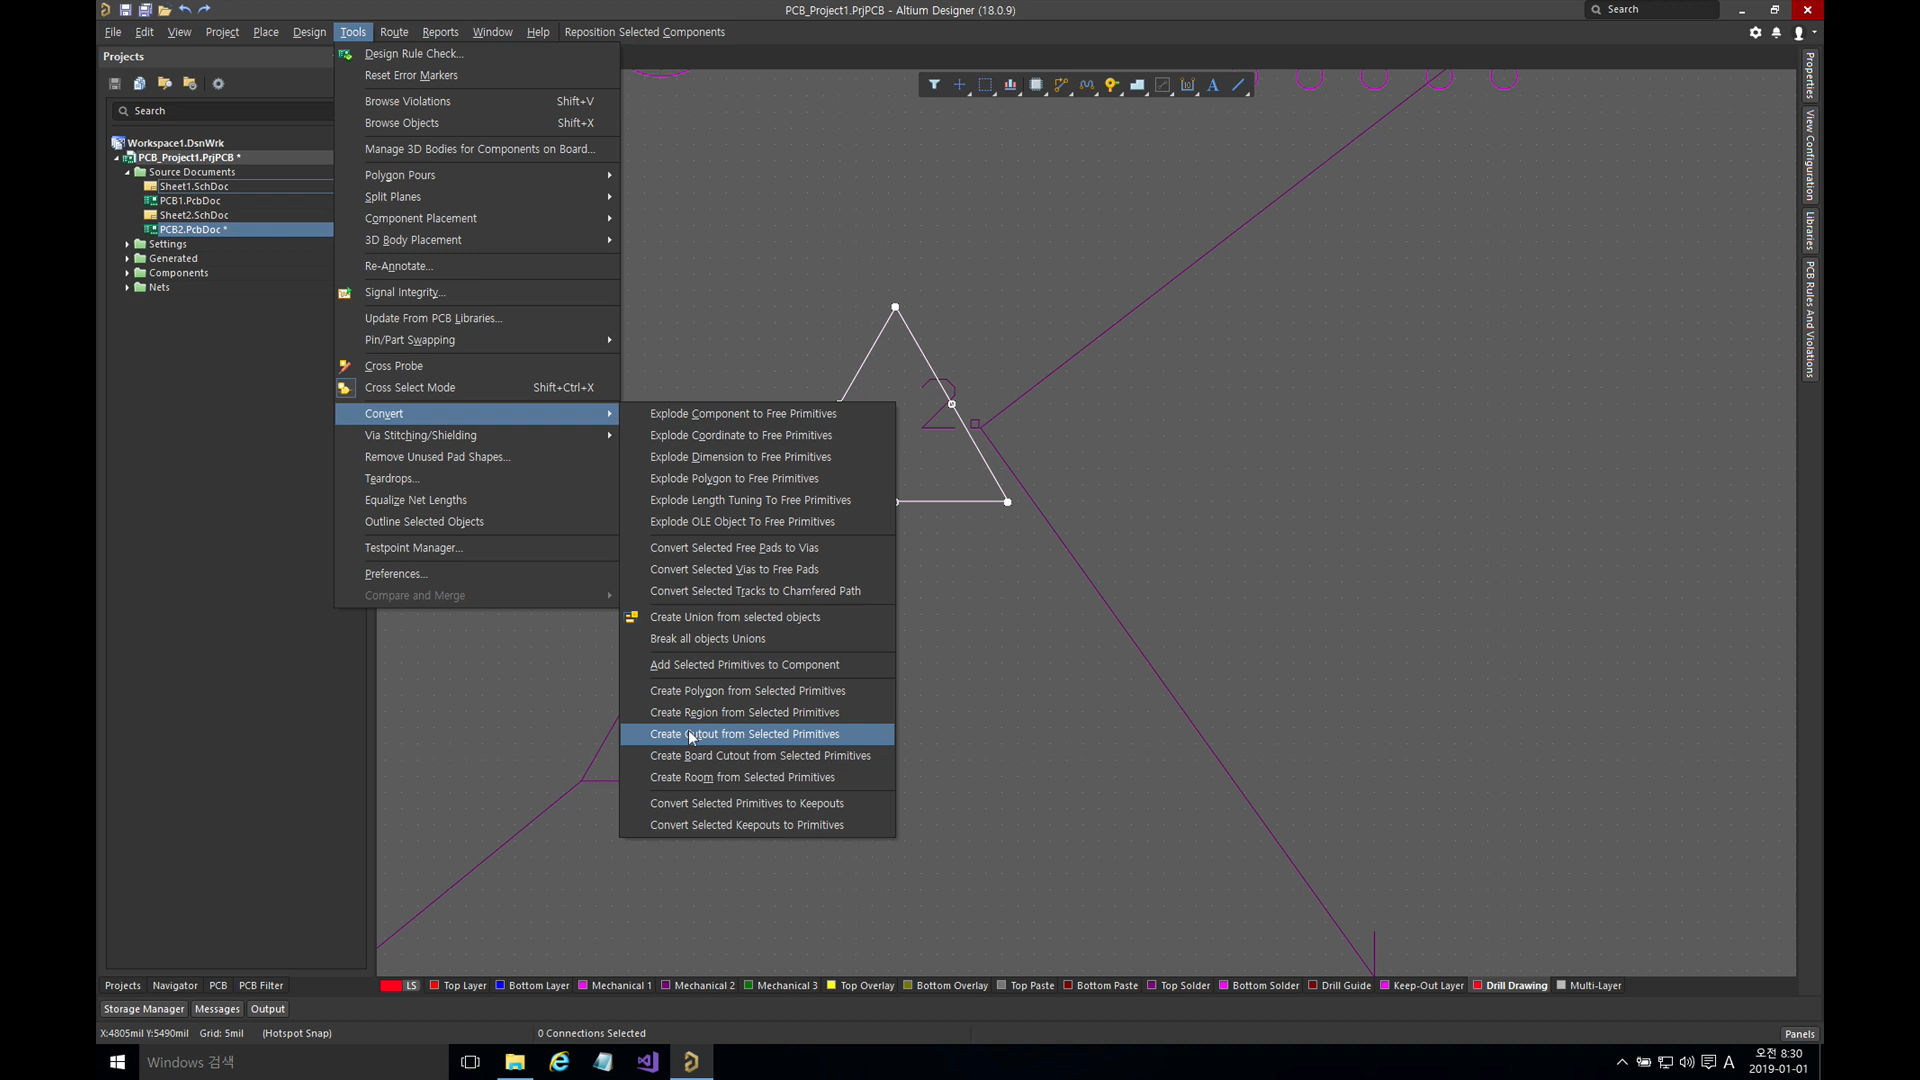 PCB_Project1.PrjPCB - Altium Designer (18.0.9)
Search
File Edit View Project Place Design Tools Route Reports Window Help Reposition Selected Components
Projects
Search
Workspace1.DsnWrk
PCB_Project1.PrjPCB *
Source Documents
Sheet1.SchDoc
PCB1.PcbDoc
Sheet2.SchDoc
PCB2.PcbDoc *
Settings
Generated
Components
Nets
Design Rule Check...
Reset Error Markers
Browse Violations Shift+V
Browse Objects Shift+X
Manage 3D Bodies for Components on Board...
Polygon Pours
Split Planes
Component Placement
3D Body Placement
Re-Annotate...
Signal Integrity...
Update From PCB Libraries...
Pin/Part Swapping
Cross Probe
Cross Select Mode Shift+Ctrl+X
Convert
Via Stitching/Shielding
Remove Unused Pad Shapes...
Teardrops...
Equalize Net Lengths
Outline Selected Objects
Testpoint Manager...
Preferences...
Compare and Merge
Explode Component to Free Primitives
Explode Coordinate to Free Primitives
Explode Dimension to Free Primitives
Explode Polygon to Free Primitives
Explode Length Tuning To Free Primitives
Explode OLE Object To Free Primitives
Convert Selected Free Pads to Vias
Convert Selected Vias to Free Pads
Convert Selected Tracks to Chamfered Path
Create Union from selected objects
Break all objects Unions
Add Selected Primitives to Component
Create Polygon from Selected Primitives
Create Region from Selected Primitives
Create Cutout from Selected Primitives
Create Board Cutout from Selected Primitives
Create Room from Selected Primitives
Convert Selected Primitives to Keepouts
Convert Selected Keepouts to Primitives
2
Properties
View Configuration
Libraries
PCB Rules And Violations
Projects Navigator PCB PCB Filter
LS Top Layer Bottom Layer Mechanical 1 Mechanical 2 Mechanical 3 Top Overlay Bottom Overlay Top Paste Bottom Paste Top Solder Bottom Solder Drill Guide Keep-Out Layer Drill Drawing Multi-Layer
Storage Manager Messages Output
X:4805mil Y:5490mil Grid: 5mil (Hotspot Snap) 0 Connections Selected Panels
Windows 검색
A
오전 8:30
2019-01-01